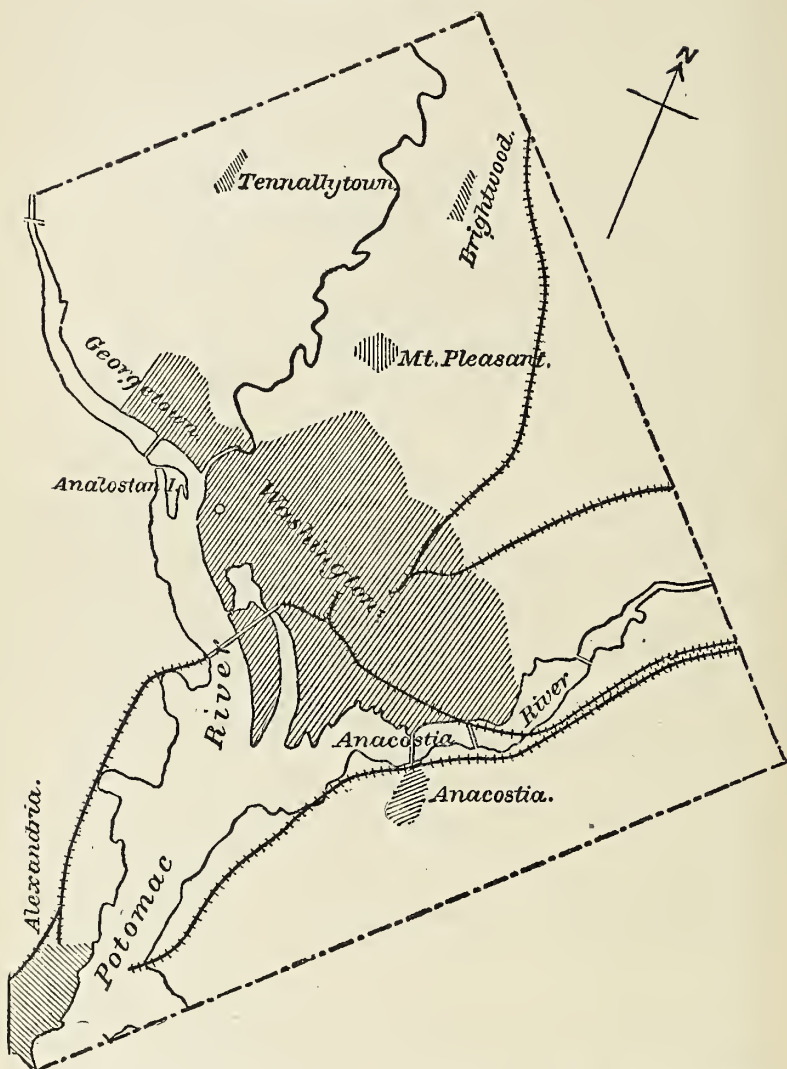 N
Tennallytown
Brightwood.
Georgetown
Mt. Pleasant.
Analostan I.
Washington
River
River
Anacostia
Anacostia.
Alexandria.
Potomac